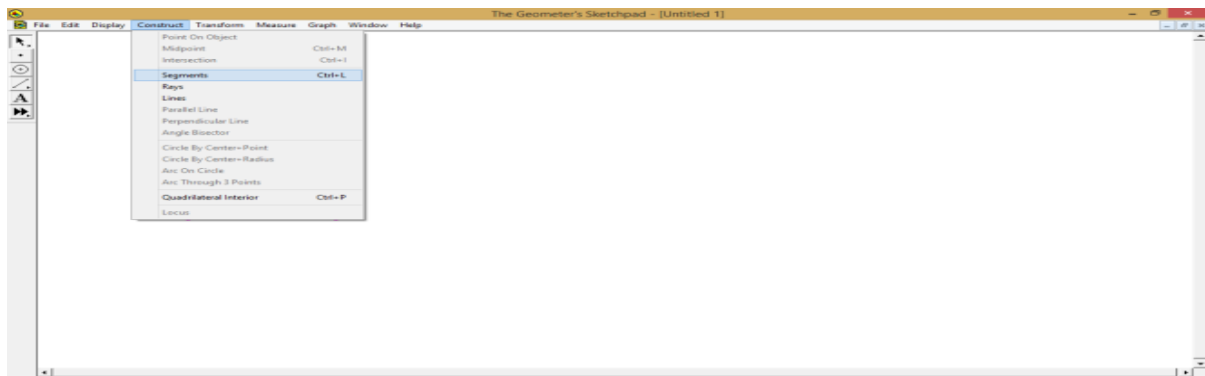 The Geometer's Sketchpad - [Untitled 1]
File Edit Display Construct Transform Measure Graph Window Help
Point On Object
Midpoint Ctrl+M
Intersection Ctrl+I
Segments Ctrl+L
Rays
Lines
Parallel Line
Perpendicular Line
Angle Bisector
Circle By Center+Point
Circle By Center+Radius
Arc On Circle
Arc Through 3 Points
Quadrilateral Interior Ctrl+P
Locus
A